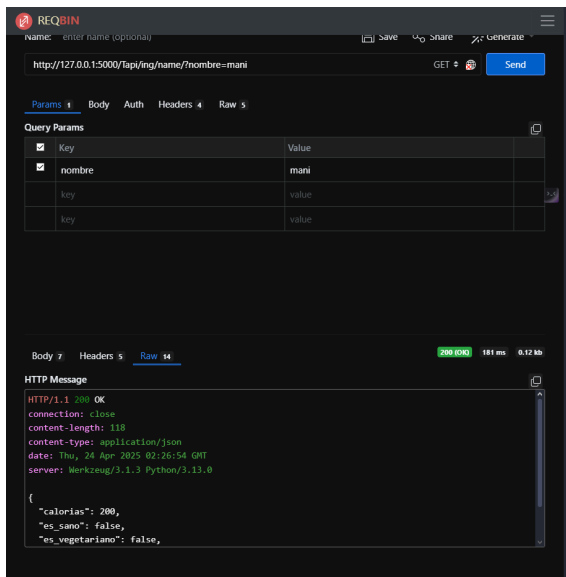 REQBIN
Name: enter name (optional) Save Share Generate
http://127.0.0.1:5000/Tapi/ing/name/?nombre=mani GET Send
Params 1 Body Auth Headers 4 Raw 5
Query Params
Key Value
nombre mani
key value
key value
Body 7 Headers 5 Raw 14 200 (OK) 181 ms 0.12 kb
HTTP Message
HTTP/1.1 200 OK
connection: close
content-length: 118
content-type: application/json
date: Thu, 24 Apr 2025 02:26:54 GMT
server: Werkzeug/3.1.3 Python/3.13.0
{
"calorias": 200,
"es_sano": false,
"es_vegetariano": false,